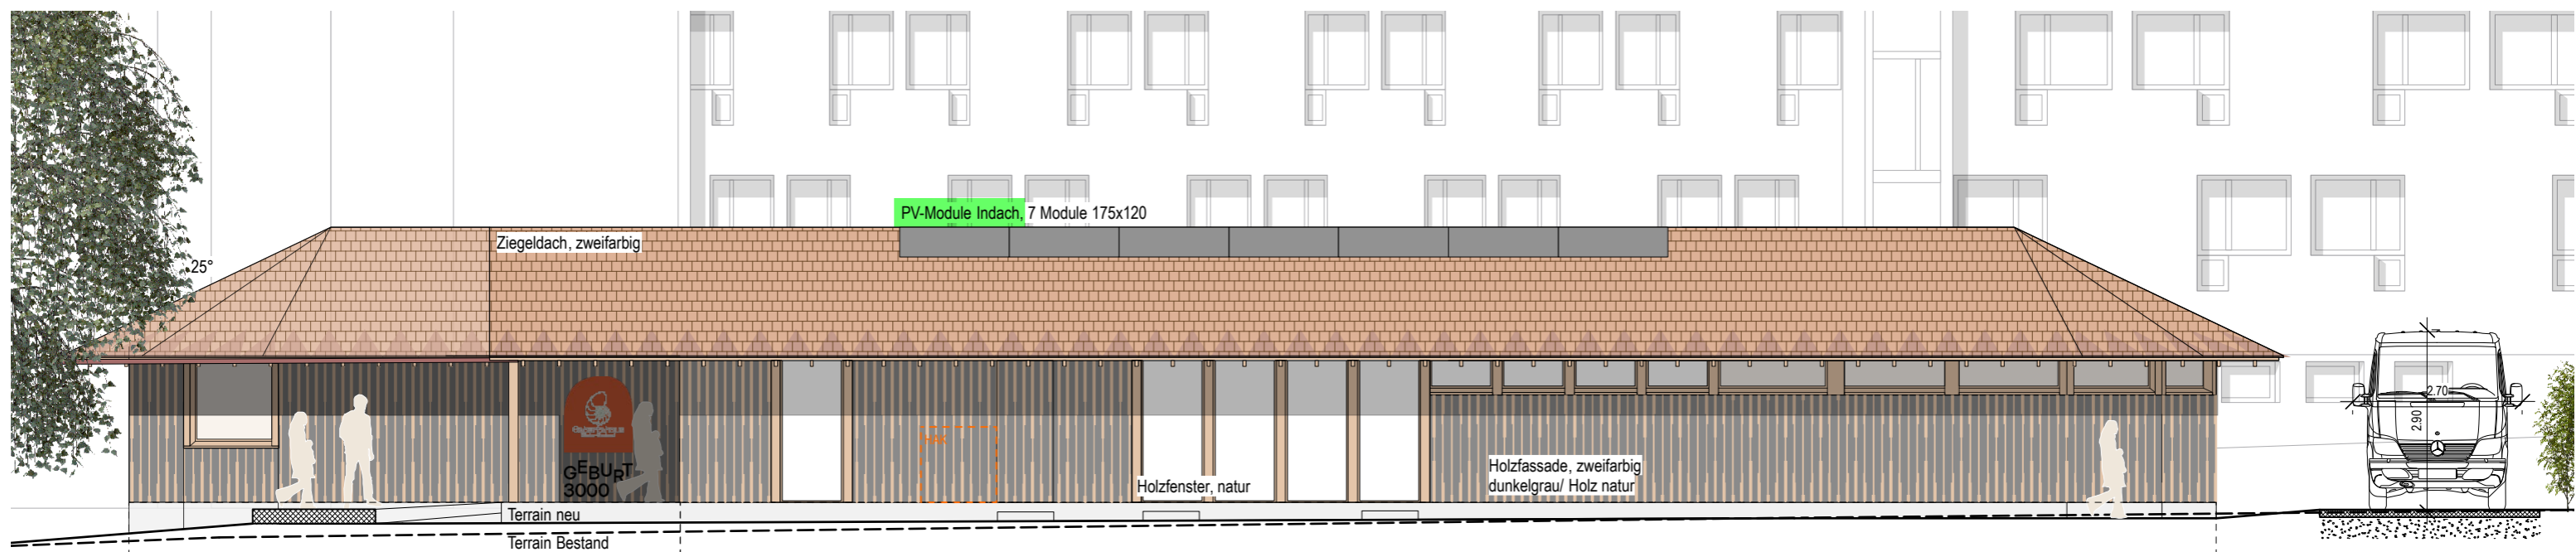 PV-Module Indach, 7 Module 175x120
Ziegeldach, zweifarbig
25°
2.70
2.90
GEBURT
3000
HAK
Holzfassade, zweifarbig
dunkelgrau/ Holz natur
Holzfenster, natur
Terrain neu
Terrain Bestand